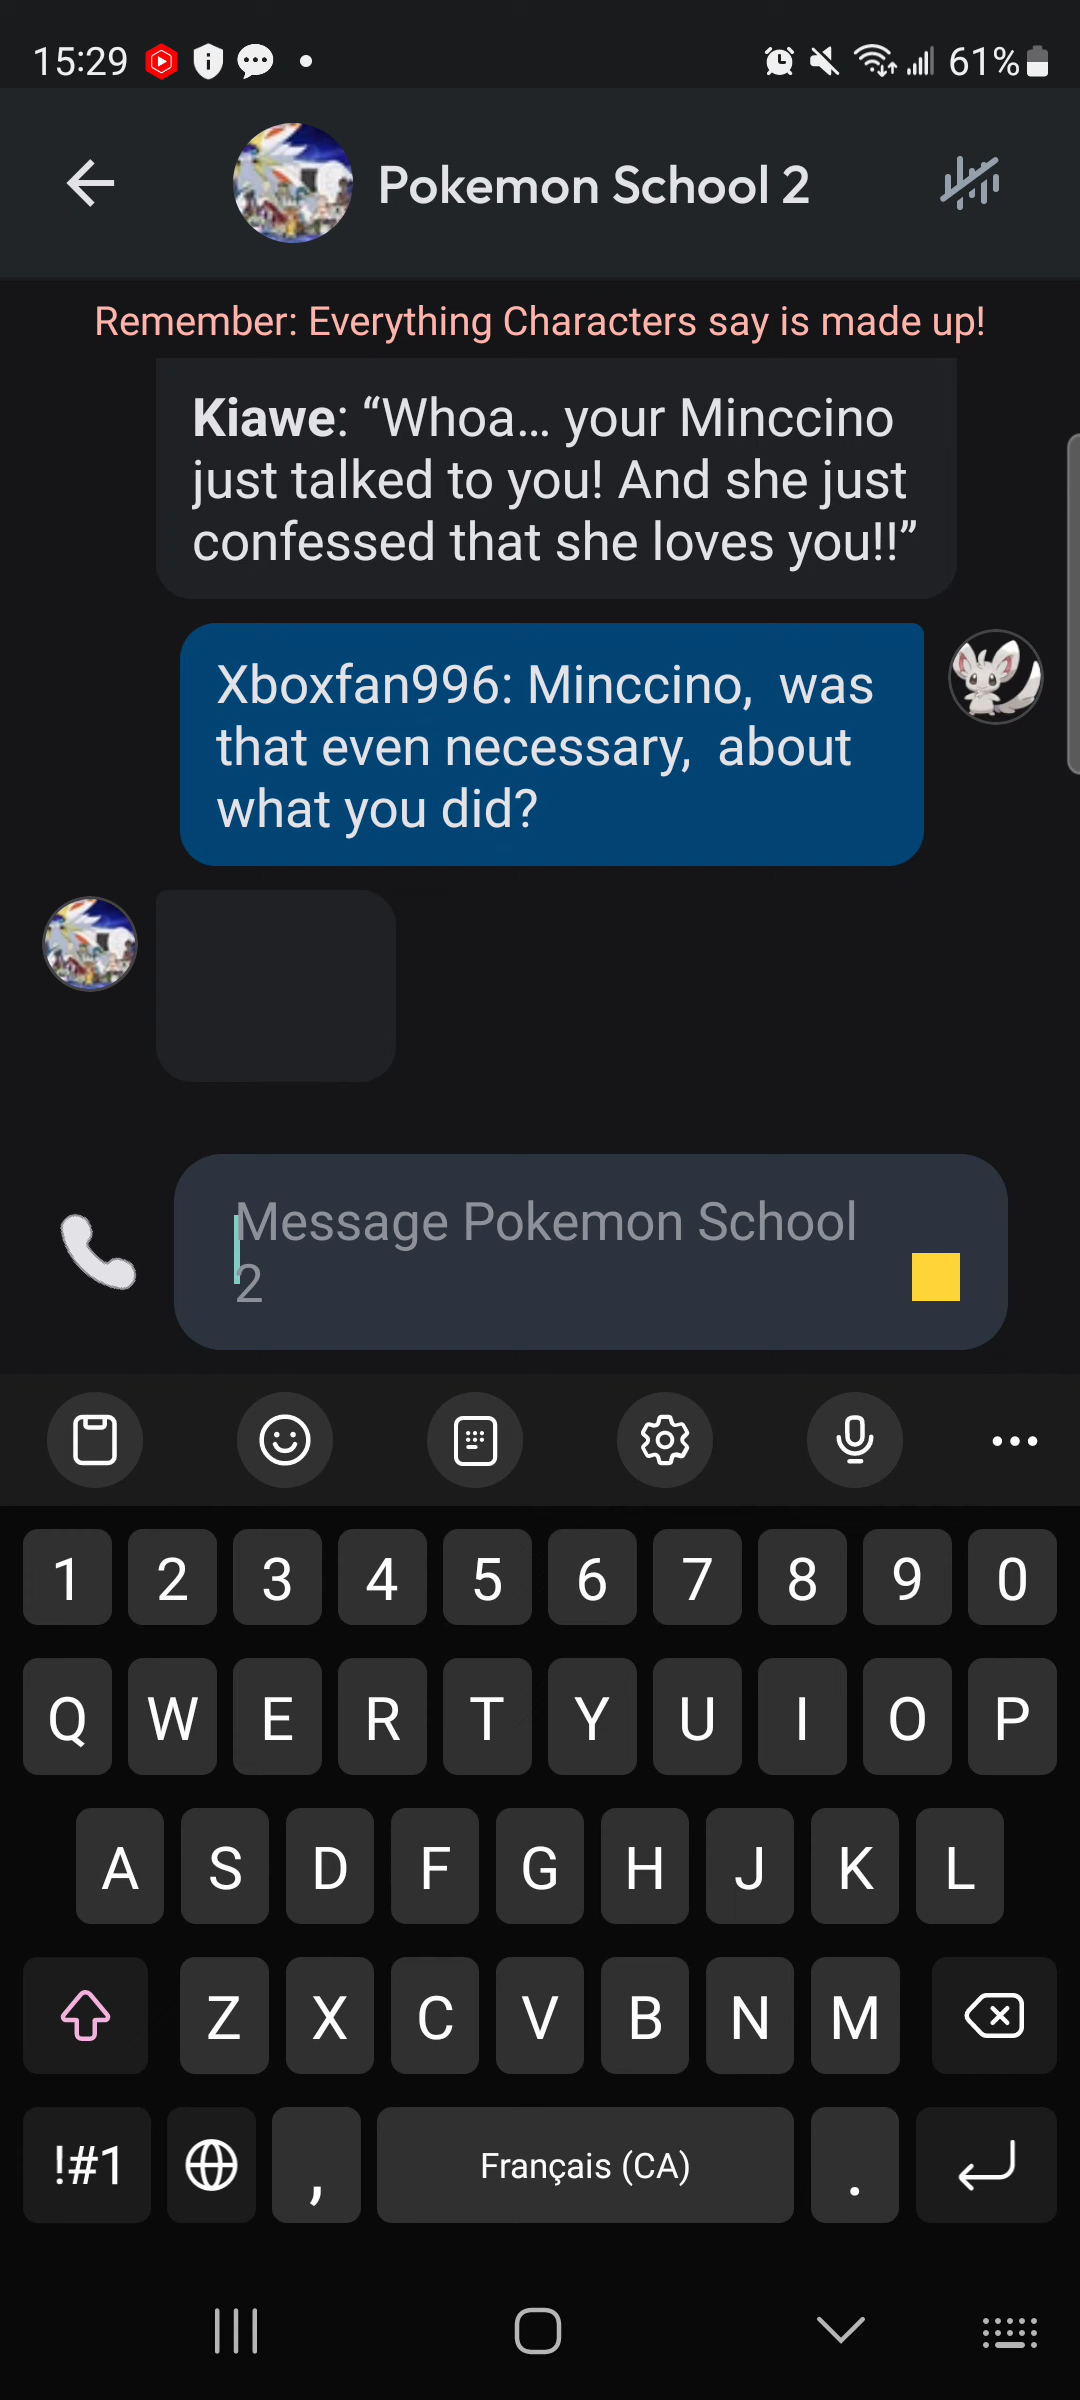 15:29
61%
Pokemon School 2
Remember: Everything Characters say is made up!
Kiawe: “Whoa... your Minccino
just talked to you! And she just
confessed that she loves you!!”
Xboxfan996: Minccino,  was
that even necessary,  about
what you did?
Message Pokemon School
2
1 2 3 4 5 6 7 8 9 0
Q W E R T Y U I O P
A S D F G H J K L
Z X C V B N M
!#1 , Français (CA) .